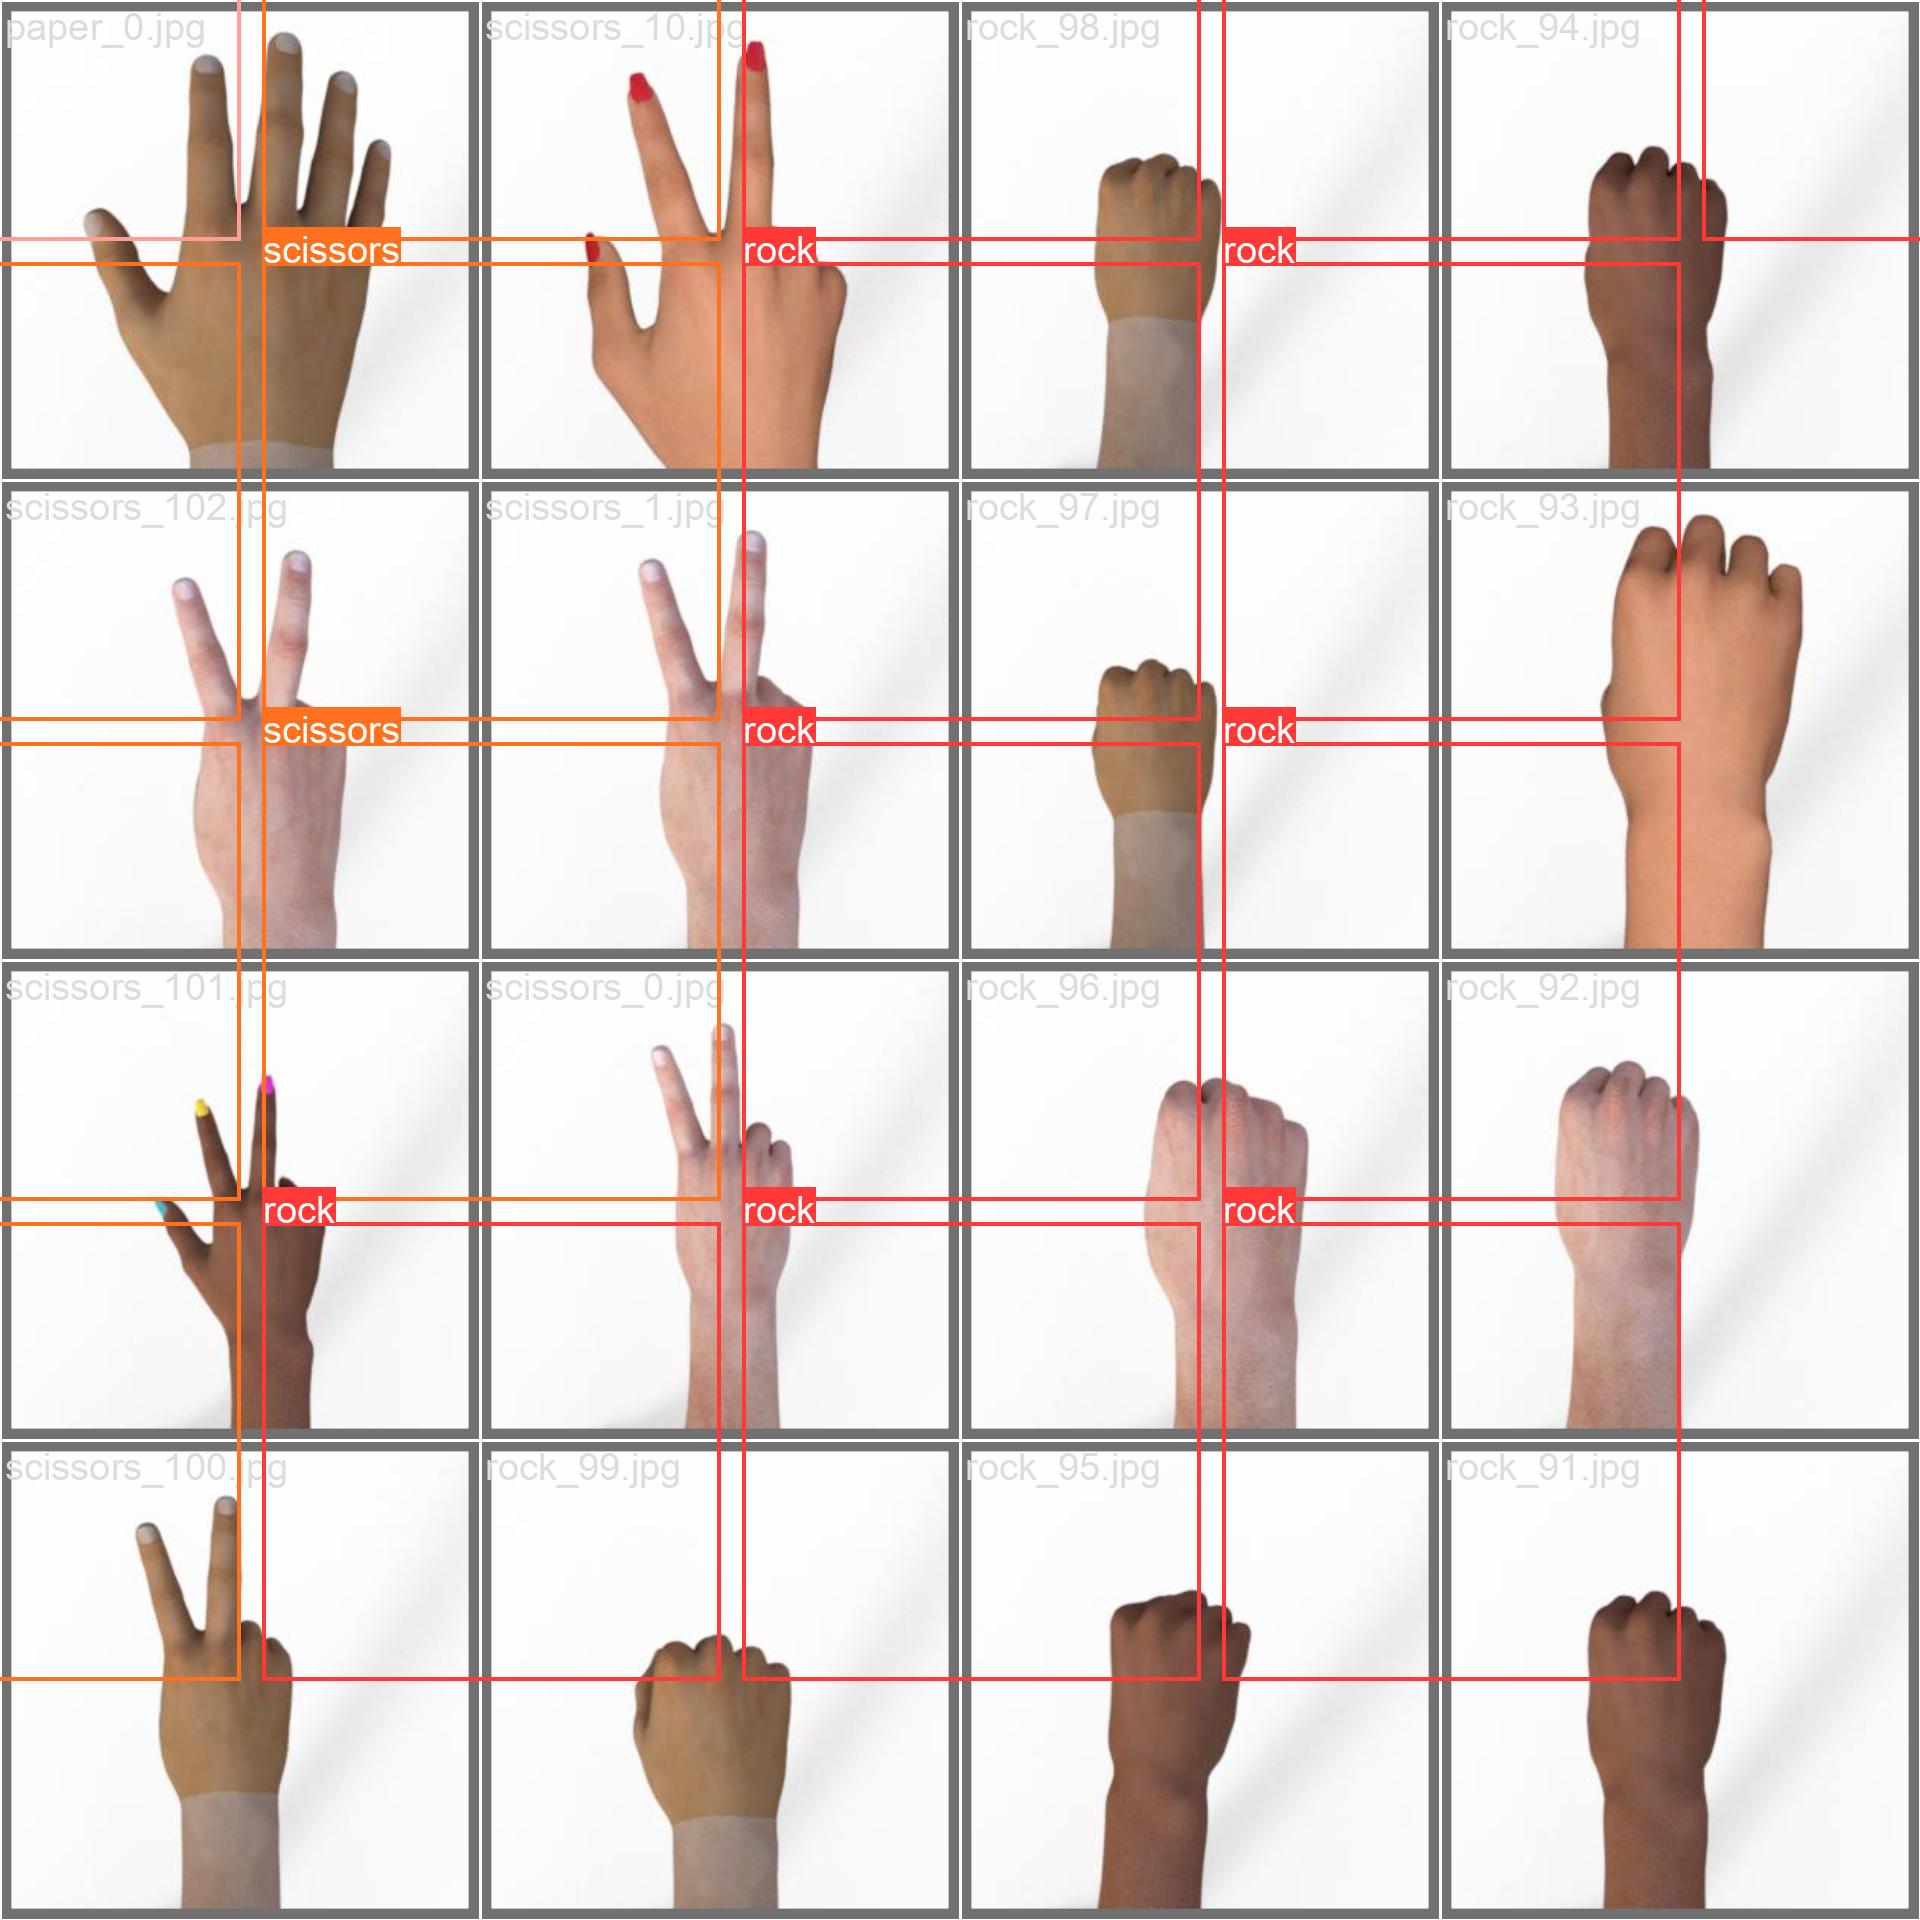 paper_0.jpg
scissors_10.jpg
rock_98.jpg
rock_94.jpg
scissors
rock
rock
scissors_102.jpg
scissors_1.jpg
rock_97.jpg
rock_93.jpg
scissors
rock
rock
scissors_101.jpg
scissors_0.jpg
rock_96.jpg
rock_92.jpg
rock
rock
rock
scissors_100.jpg
rock_99.jpg
rock_95.jpg
rock_91.jpg